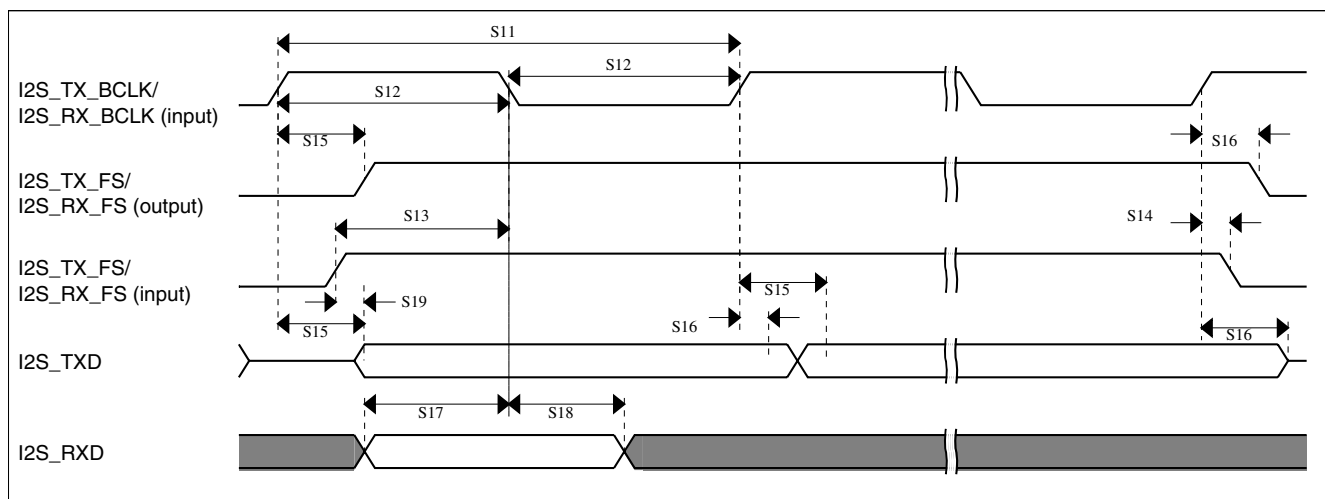 S11
S12
I2S_TX_BCLK/
I2S_RX_BCLK (input)
S12
S15
S16
I2S_TX_FS/
I2S_RX_FS (output)
S13
S14
I2S_TX_FS/
I2S_RX_FS (input)
S15
S19
S15
S16
S16
I2S_TXD
S17
S18
I2S_RXD